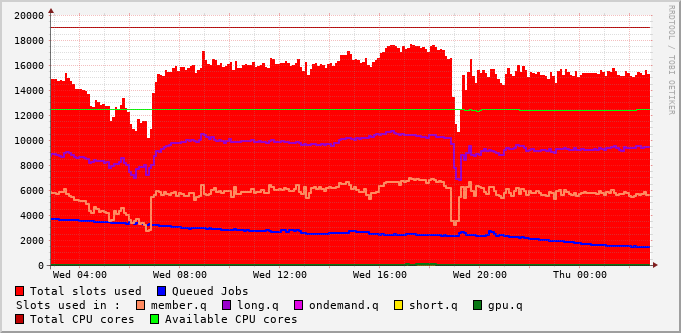 20000
18000
16000
14000
12000
10000
8000
6000
4000
2000
0
Wed 04:00 Wed 08:00 Wed 12:00 Wed 16:00 Wed 20:00 Thu 00:00
Total slots used Queued Jobs
Slots used in : member.q long.q ondemand.q short.q gpu.q
Total CPU cores Available CPU cores
RRDTOOL / TOBI OETIKER